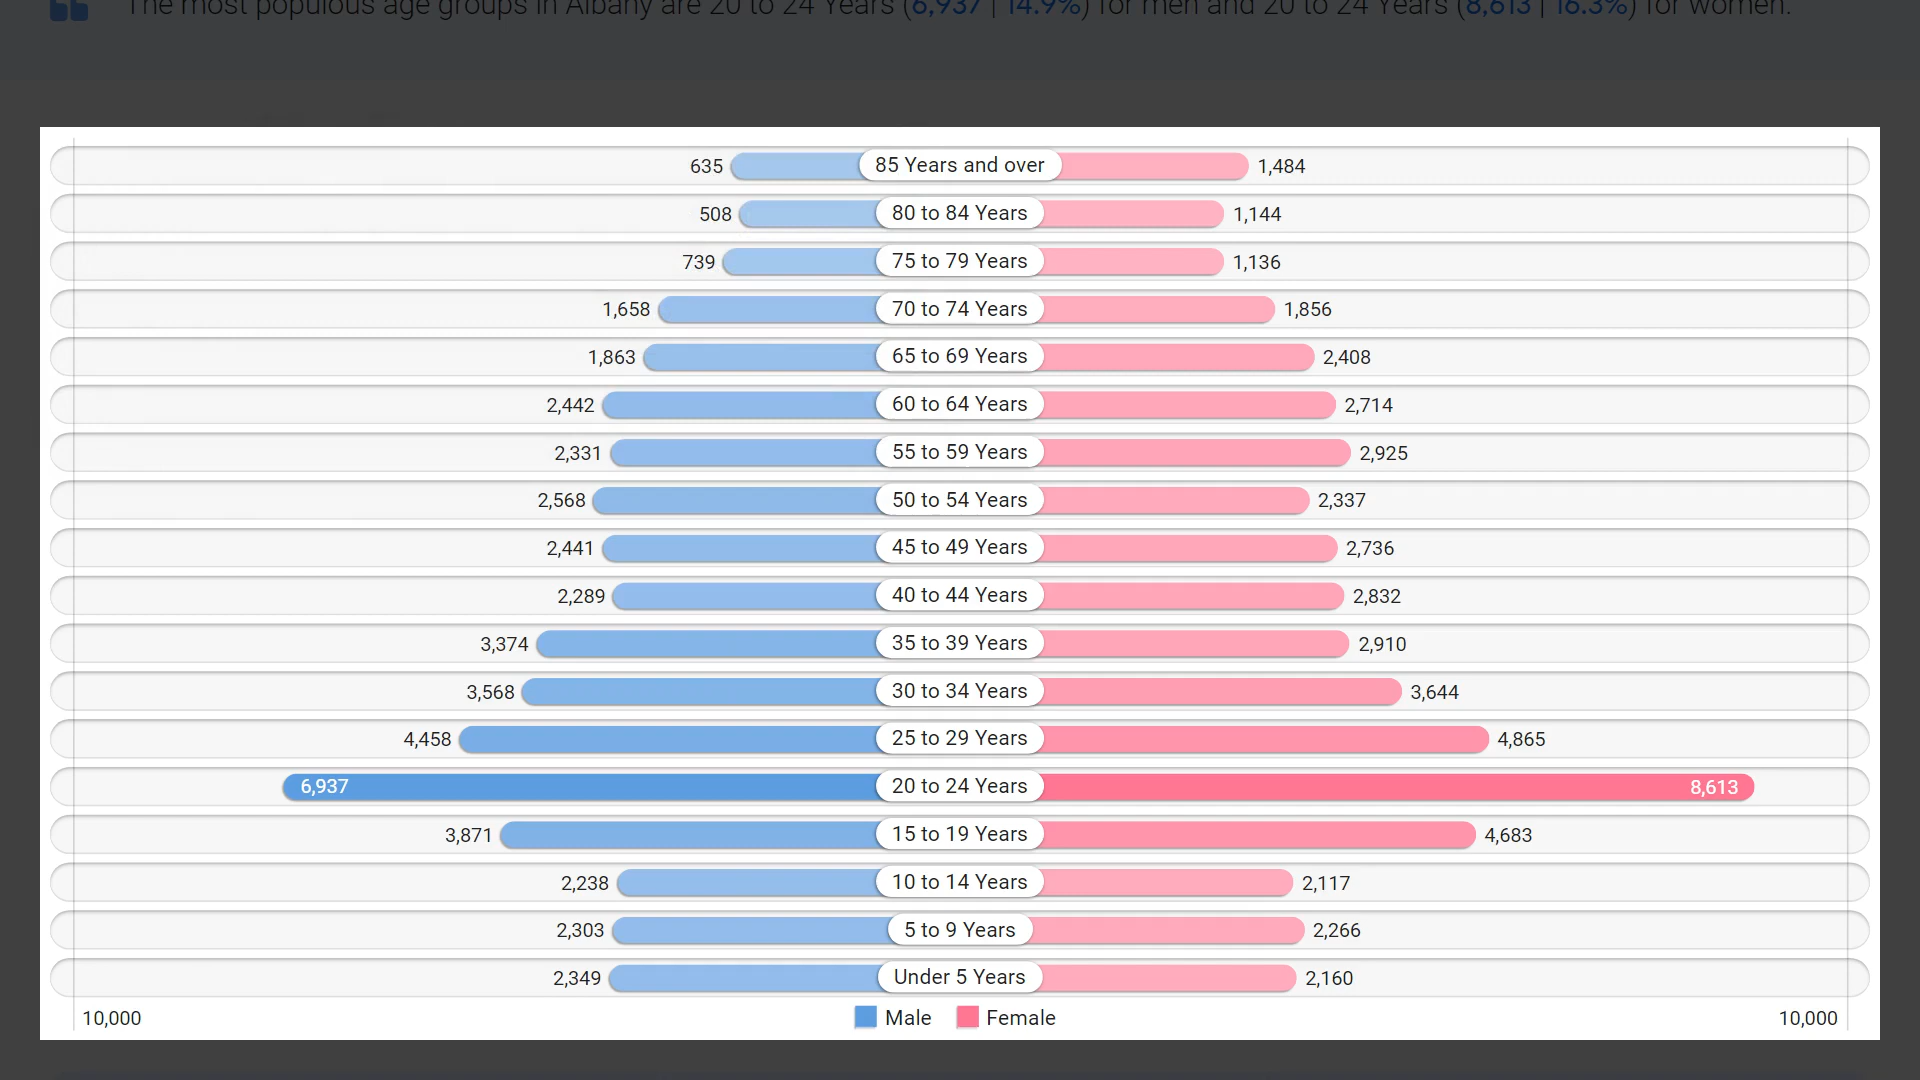 The most populous age groups in Albany are 20 to 24 Years (6,937 | 14.9%) for men and 20 to 24 Years (8,613 | 16.3%) for women.
635 85 Years and over 1,484
508 80 to 84 Years 1,144
739 75 to 79 Years 1,136
1,658 70 to 74 Years 1,856
1,863 65 to 69 Years 2,408
2,442 60 to 64 Years 2,714
2,331 55 to 59 Years 2,925
2,568 50 to 54 Years 2,337
2,441 45 to 49 Years 2,736
2,289 40 to 44 Years 2,832
3,374 35 to 39 Years 2,910
3,568 30 to 34 Years 3,644
4,458 25 to 29 Years 4,865
6,937 20 to 24 Years 8,613
3,871 15 to 19 Years 4,683
2,238 10 to 14 Years 2,117
2,303 5 to 9 Years 2,266
2,349 Under 5 Years 2,160
10,000 Male Female 10,000